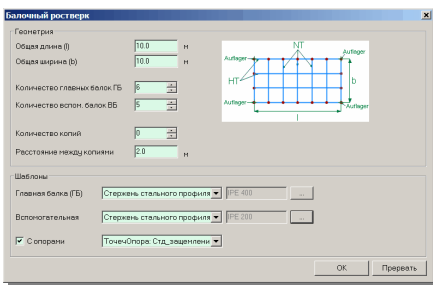 Балочный ростверк
Геометрия
Общая длина (l) 10.0 м
Общая ширина (b) 10.0 м
Количество главных балок ГБ 6
Количество вспом. балок ВБ 5
Количество копий 0
Расстояние между копиями 2.0 м
NT
Auflager
Auflager
HT
b
Auflager
Auflager
l
Шаблоны
Главная балка (ГБ) Стержень стального профиля IPE 400 ...
Вспомогательная Стержень стального профиля IPE 200 ...
С опорами ТочечОпора: Стд_защемлени
OK Прервать